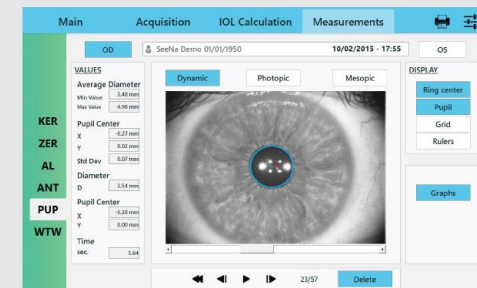 Main Acquisition IOL Calculation Measurements
OD SeeNa Demo 01/01/1950 10/02/2015 - 17:55 OS
VALUES
Average Diameter
Min Value 3.48 mm
Max Value 4.98 mm
Pupil Center
X -0.27 mm
Y 0.02 mm
Std Dev 0.07 mm
Diameter
D 3.54 mm
Pupil Center
X -0.28 mm
Y 0.00 mm
Time
sec. 3.64
KER
ZER
AL
ANT
PUP
WTW
Dynamic Photopic Mesopic
23/57 Delete
DISPLAY
Ring center
Pupil
Grid
Rulers
Graphs